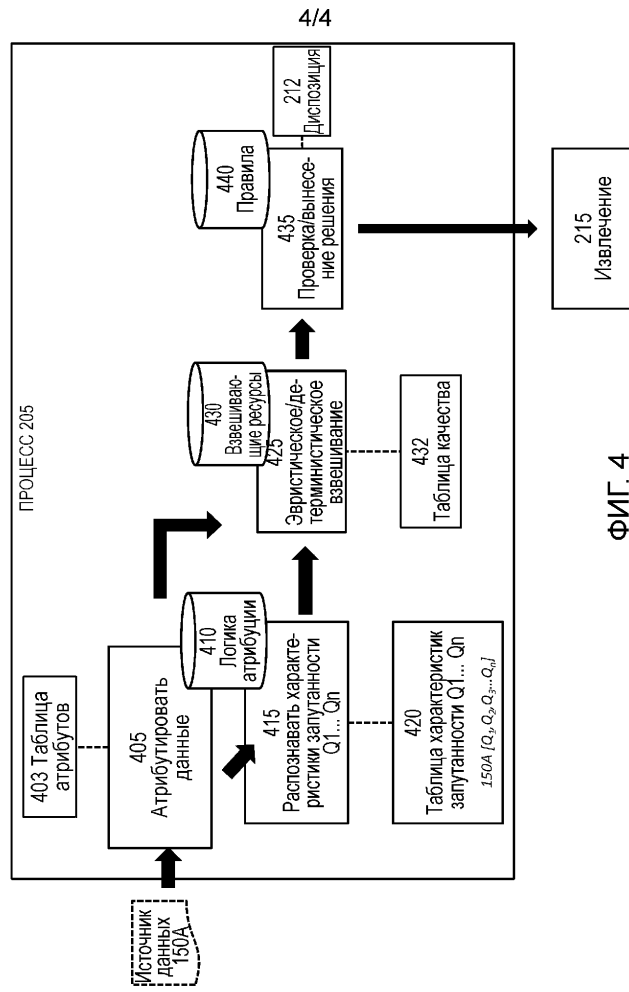 4/4
ПРОЦЕСС 205
Источник
данных
150A
403 Таблица
атрибутов
405
Атрибутировать
данные
410
Логика
атрибуции
415
Распознавать характе-
ристики запутанности
Q1... Qn
420
Таблица характеристик
запутанности Q1... Qn
150A [Q1, Q2, Q3...Qn]
430
Взвешиваю-
щие ресурсы
425
Эвристическое/де-
терминистическое
взвешивание
432
Таблица качества
440
Правила
435
Проверка/вынесе-
ние решения
212
Диспозиция
215
Извлечение
ФИГ. 4